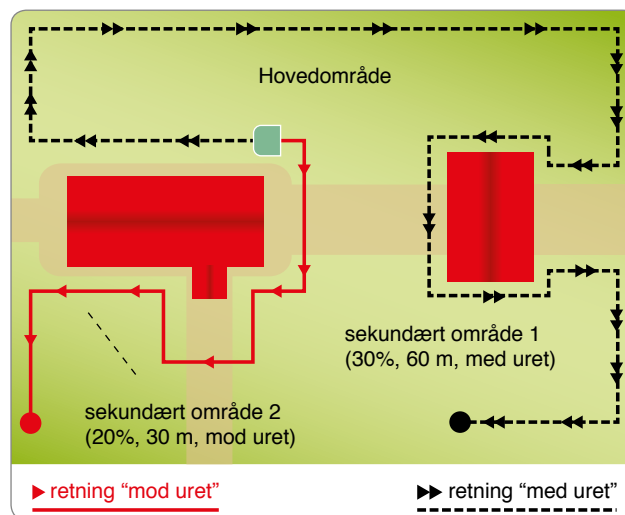 Hovedområde
sekundært område 1
(30%, 60 m, med uret)
sekundært område 2
(20%, 30 m, mod uret)
retning “mod uret”
retning “med uret”